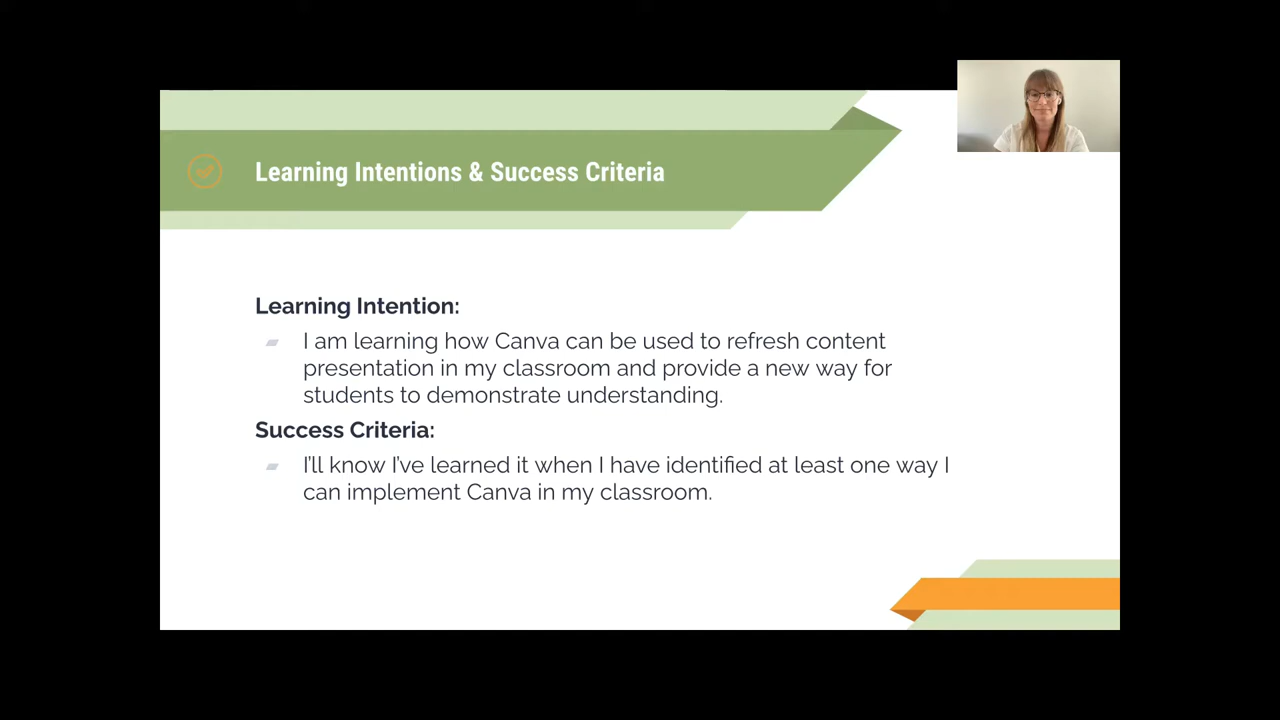 Learning Intentions & Success Criteria
Learning Intention:
I am learning how Canva can be used to refresh content
presentation in my classroom and provide a new way for
students to demonstrate understanding.
Success Criteria:
I'll know I've learned it when I have identified at least one way I
can implement Canva in my classroom.